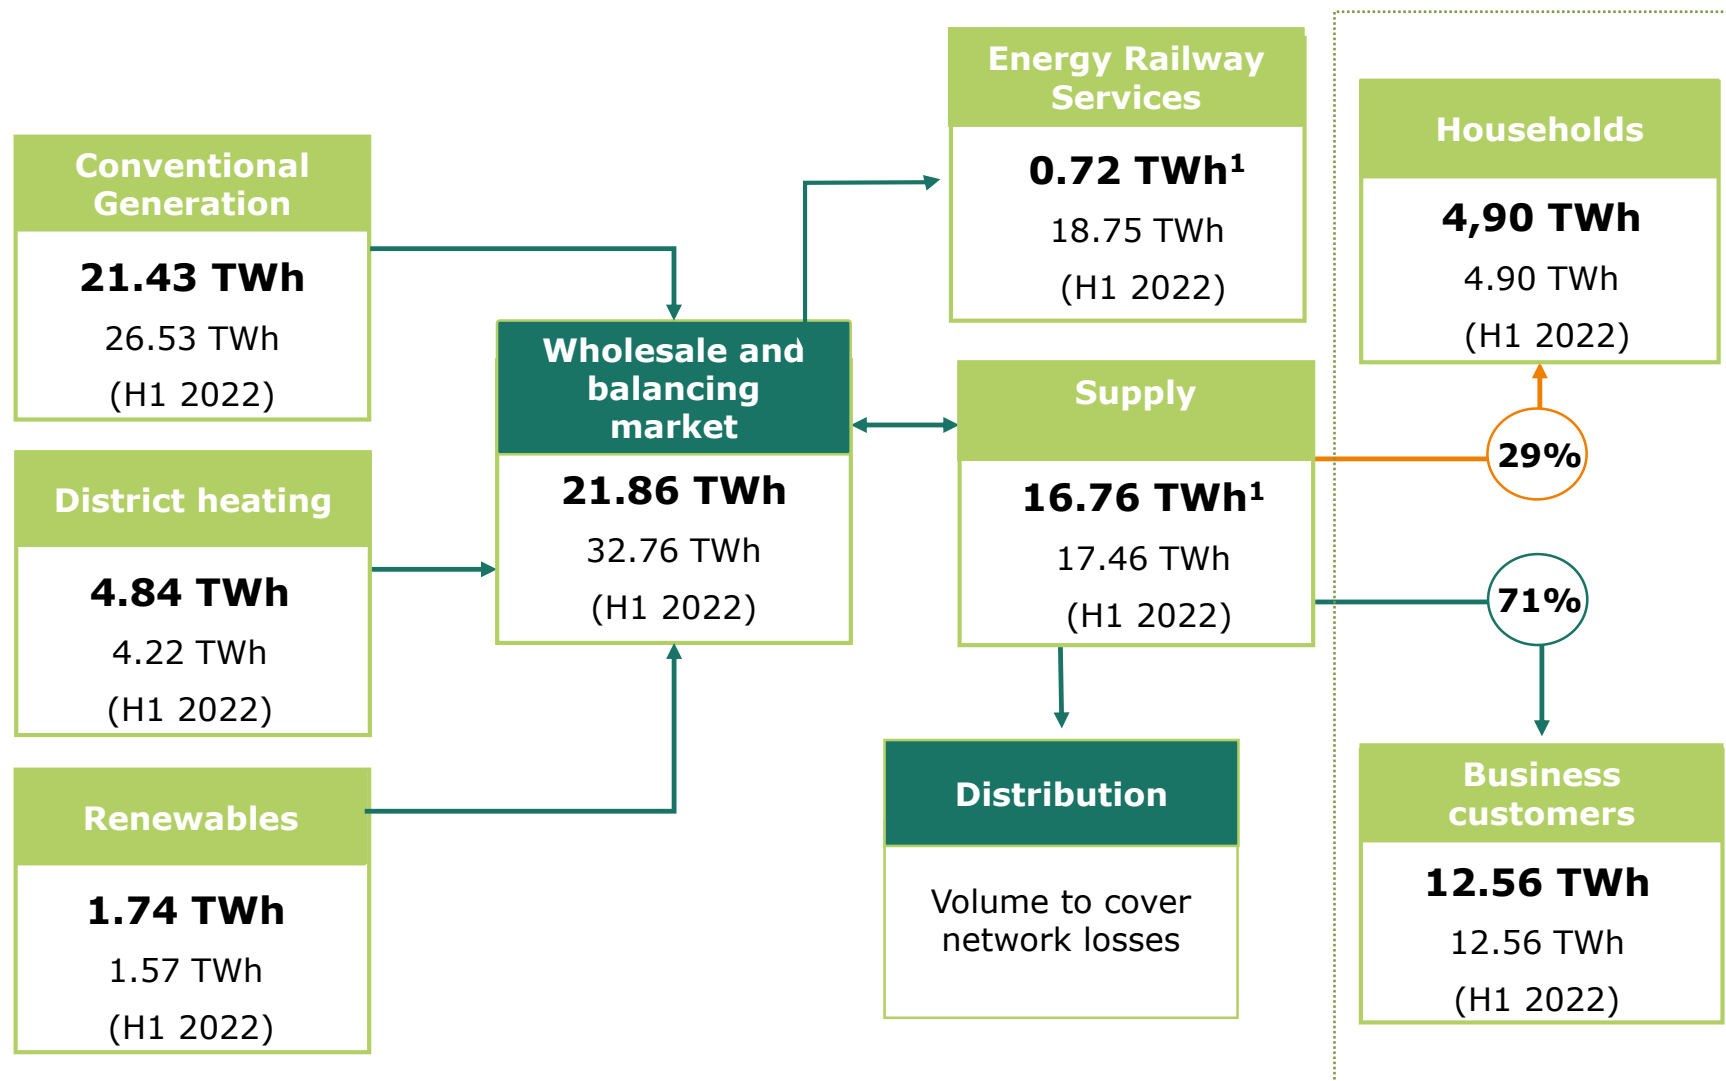 Conventional
Generation
21.43 TWh
26.53 TWh
(H1 2022)
District heating
4.84 TWh
4.22 TWh
(H1 2022)
Renewables
1.74 TWh
1.57 TWh
(H1 2022)
Wholesale and
balancing
market
21.86 TWh
32.76 TWh
(H1 2022)
Energy Railway
Services
0.72 TWh¹
18.75 TWh
(H1 2022)
Supply
16.76 TWh¹
17.46 TWh
(H1 2022)
Distribution
Volume to cover
network losses
Households
4,90 TWh
4.90 TWh
(H1 2022)
29%
71%
Business
customers
12.56 TWh
12.56 TWh
(H1 2022)